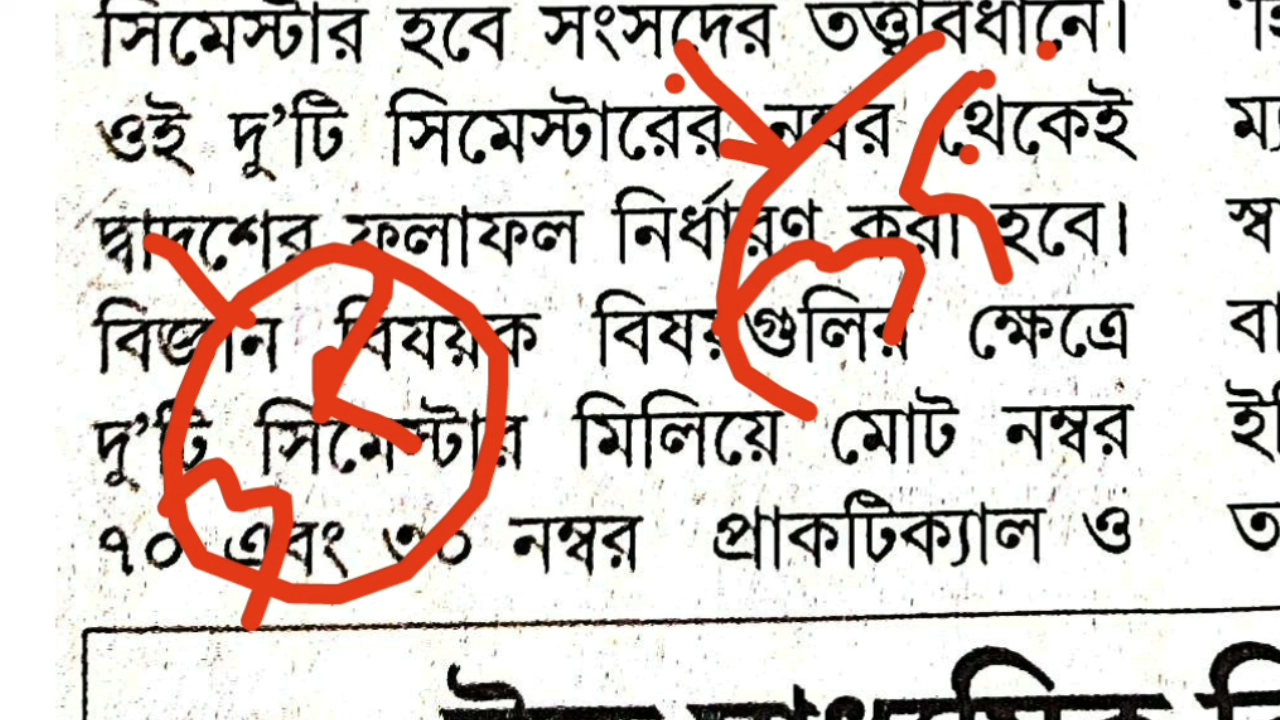 সিমেস্টার হবে সংসদের তত্ত্বাবধানে।
ওই দু'টি সিমেস্টারের নম্বর থেকেই
দ্বাদশের ফলাফল নির্ধারণ করা হবে।
বিজ্ঞান বিষয়ক বিষয়গুলির ক্ষেত্রে
দু'টি সিমেস্টার মিলিয়ে মোট নম্বর
৭০ এবং ৩০ নম্বর প্রাকটিক্যাল ও